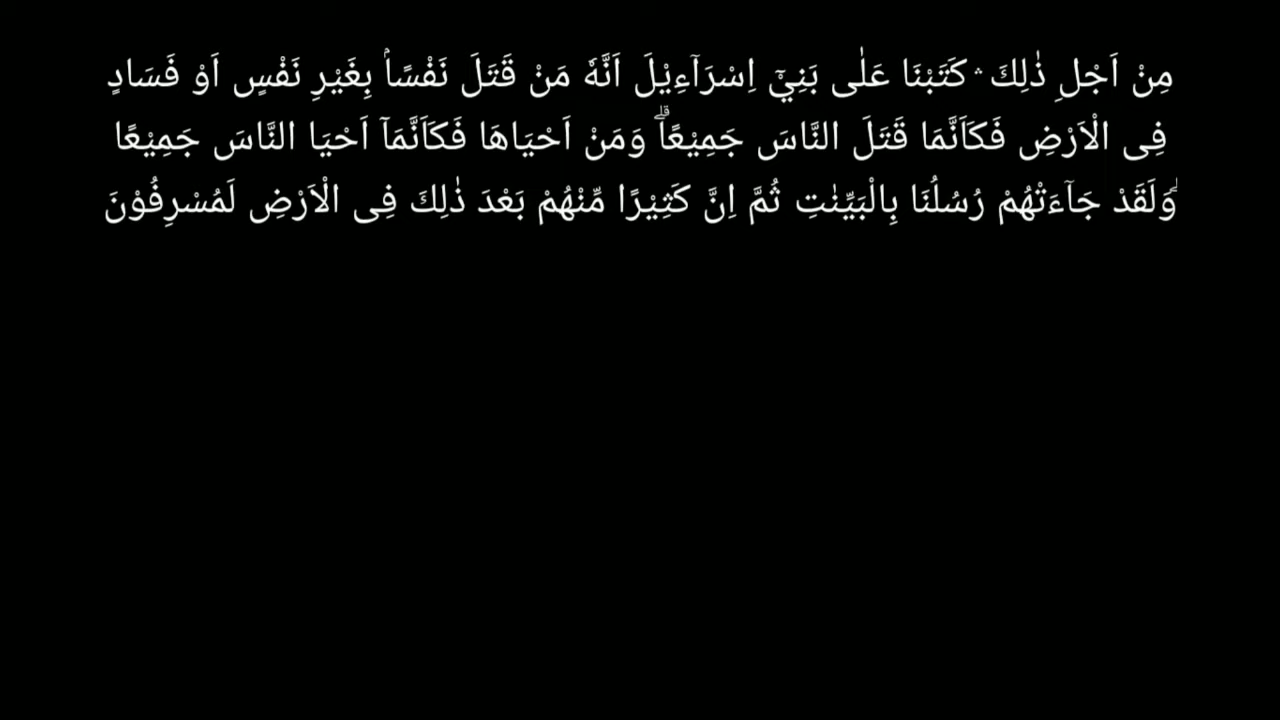 مِنْ اَجْلِ ذٰلِكَ ۛ كَتَبْنَا عَلٰى بَنِيْٓ اِسْرَآءِيْلَ اَنَّهٗ مَنْ قَتَلَ نَفْسًاۢ بِغَيْرِ نَفْسٍ اَوْ فَسَادٍ
فِى الْاَرْضِ فَكَاَنَّمَا قَتَلَ النَّاسَ جَمِيْعًاۗ وَمَنْ اَحْيَاهَا فَكَاَنَّمَآ اَحْيَا النَّاسَ جَمِيْعًا
ۗوَلَقَدْ جَآءَتْهُمْ رُسُلُنَا بِالْبَيِّنٰتِ ثُمَّ اِنَّ كَثِيْرًا مِّنْهُمْ بَعْدَ ذٰلِكَ فِى الْاَرْضِ لَمُسْرِفُوْنَ